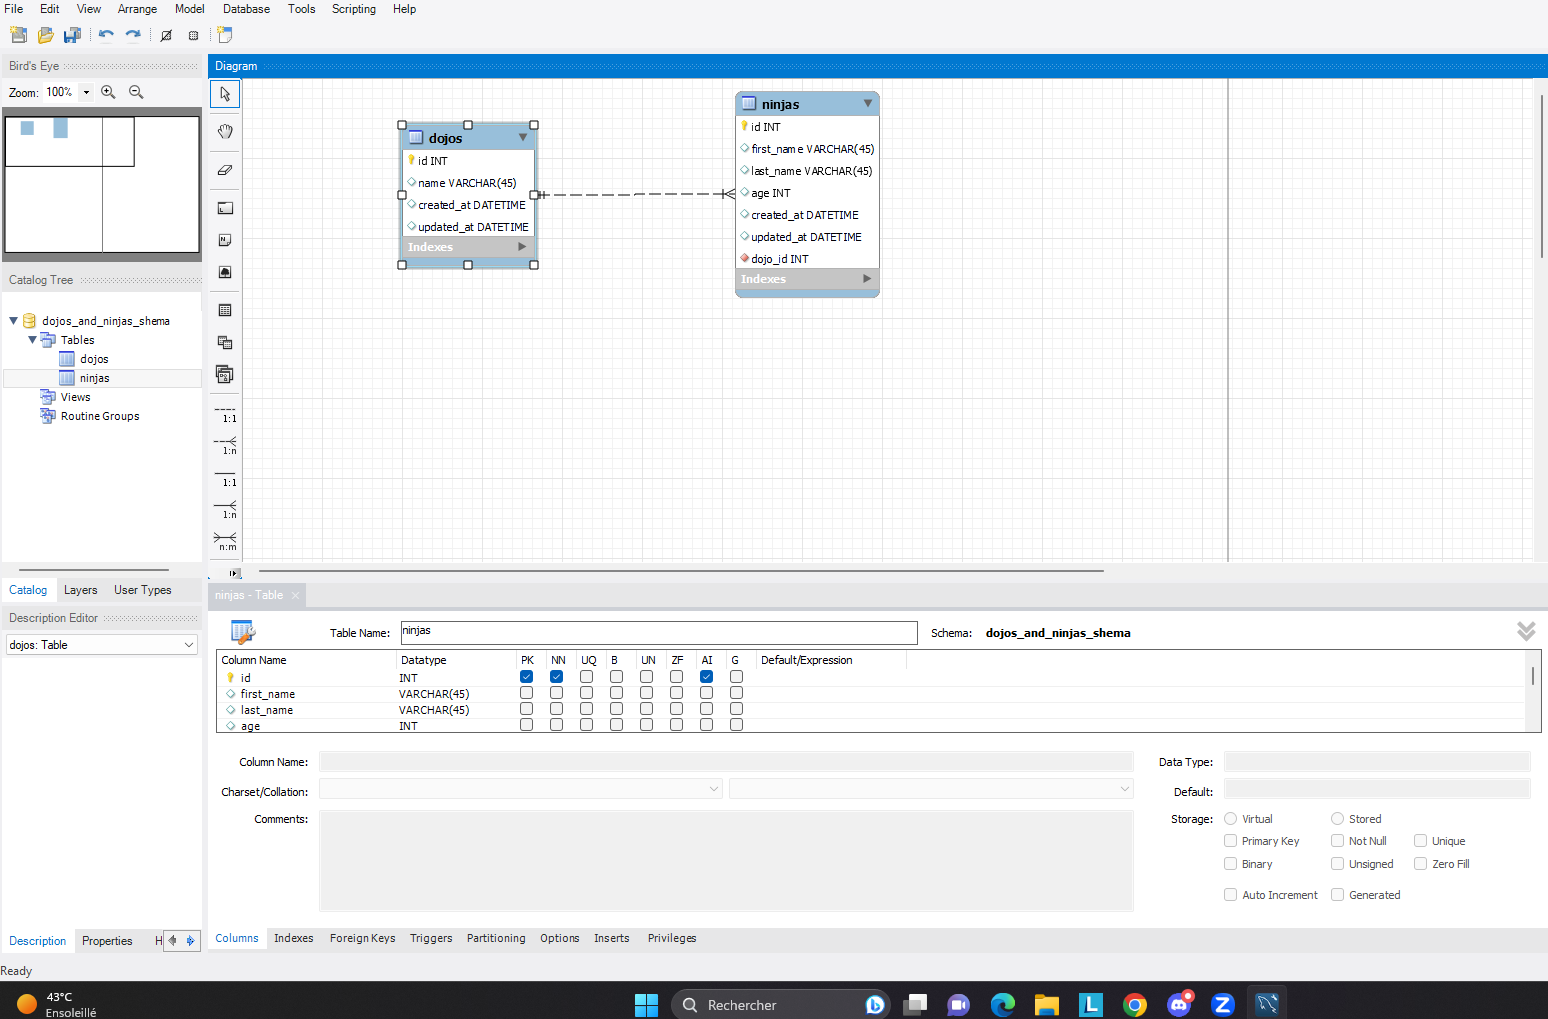 File Edit View Arrange Model Database Tools Scripting Help
Bird's Eye
Zoom: 100%
Diagram
dojos
id INT
name VARCHAR(45)
created_at DATETIME
updated_at DATETIME
Indexes
ninjas
id INT
first_name VARCHAR(45)
last_name VARCHAR(45)
age INT
created_at DATETIME
updated_at DATETIME
dojo_id INT
Indexes
Catalog Tree
dojos_and_ninjas_shema
Tables
dojos
ninjas
Views
Routine Groups
1:1
1:n
1:1
1:n
n:m
Catalog Layers User Types
Description Editor
dojos: Table
ninjas - Table
Table Name: ninjas Schema: dojos_and_ninjas_shema
Column Name Datatype PK NN UQ B UN ZF AI G Default/Expression
id INT
first_name VARCHAR(45)
last_name VARCHAR(45)
age INT
Column Name: Data Type:
Charset/Collation: Default:
Comments: Storage: Virtual Stored
Primary Key Not Null Unique
Binary Unsigned Zero Fill
Auto Increment Generated
Description Properties H
Columns Indexes Foreign Keys Triggers Partitioning Options Inserts Privileges
Ready
43°C
Ensoleillé
Rechercher